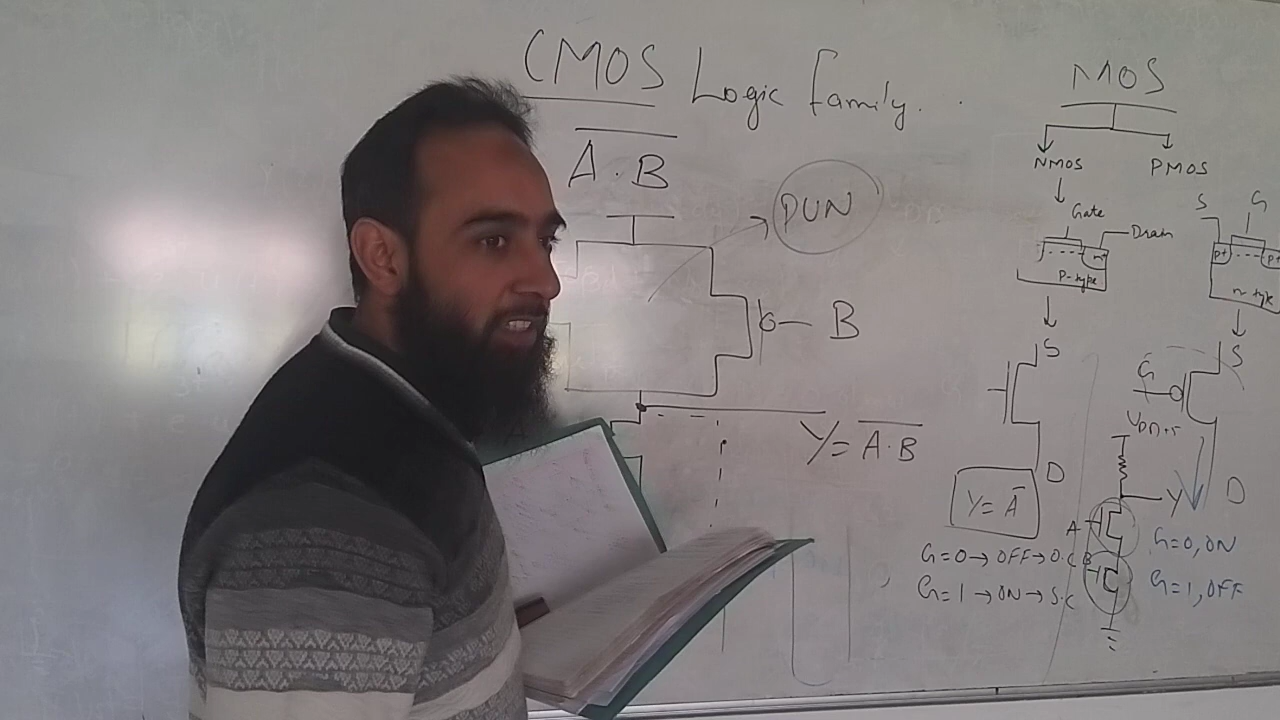 CMOS Logic family.
A.B
PUN
B
Y = A.B
MOS
NMOS PMOS
Gate
Drain
P-type
n+
S G
P+ P+
n-type
S
D
Y = A
G=0→OFF→O.C
G=1→ON→S.C
G S
D
Y
A
B
G=0, ON
G=1, OFF